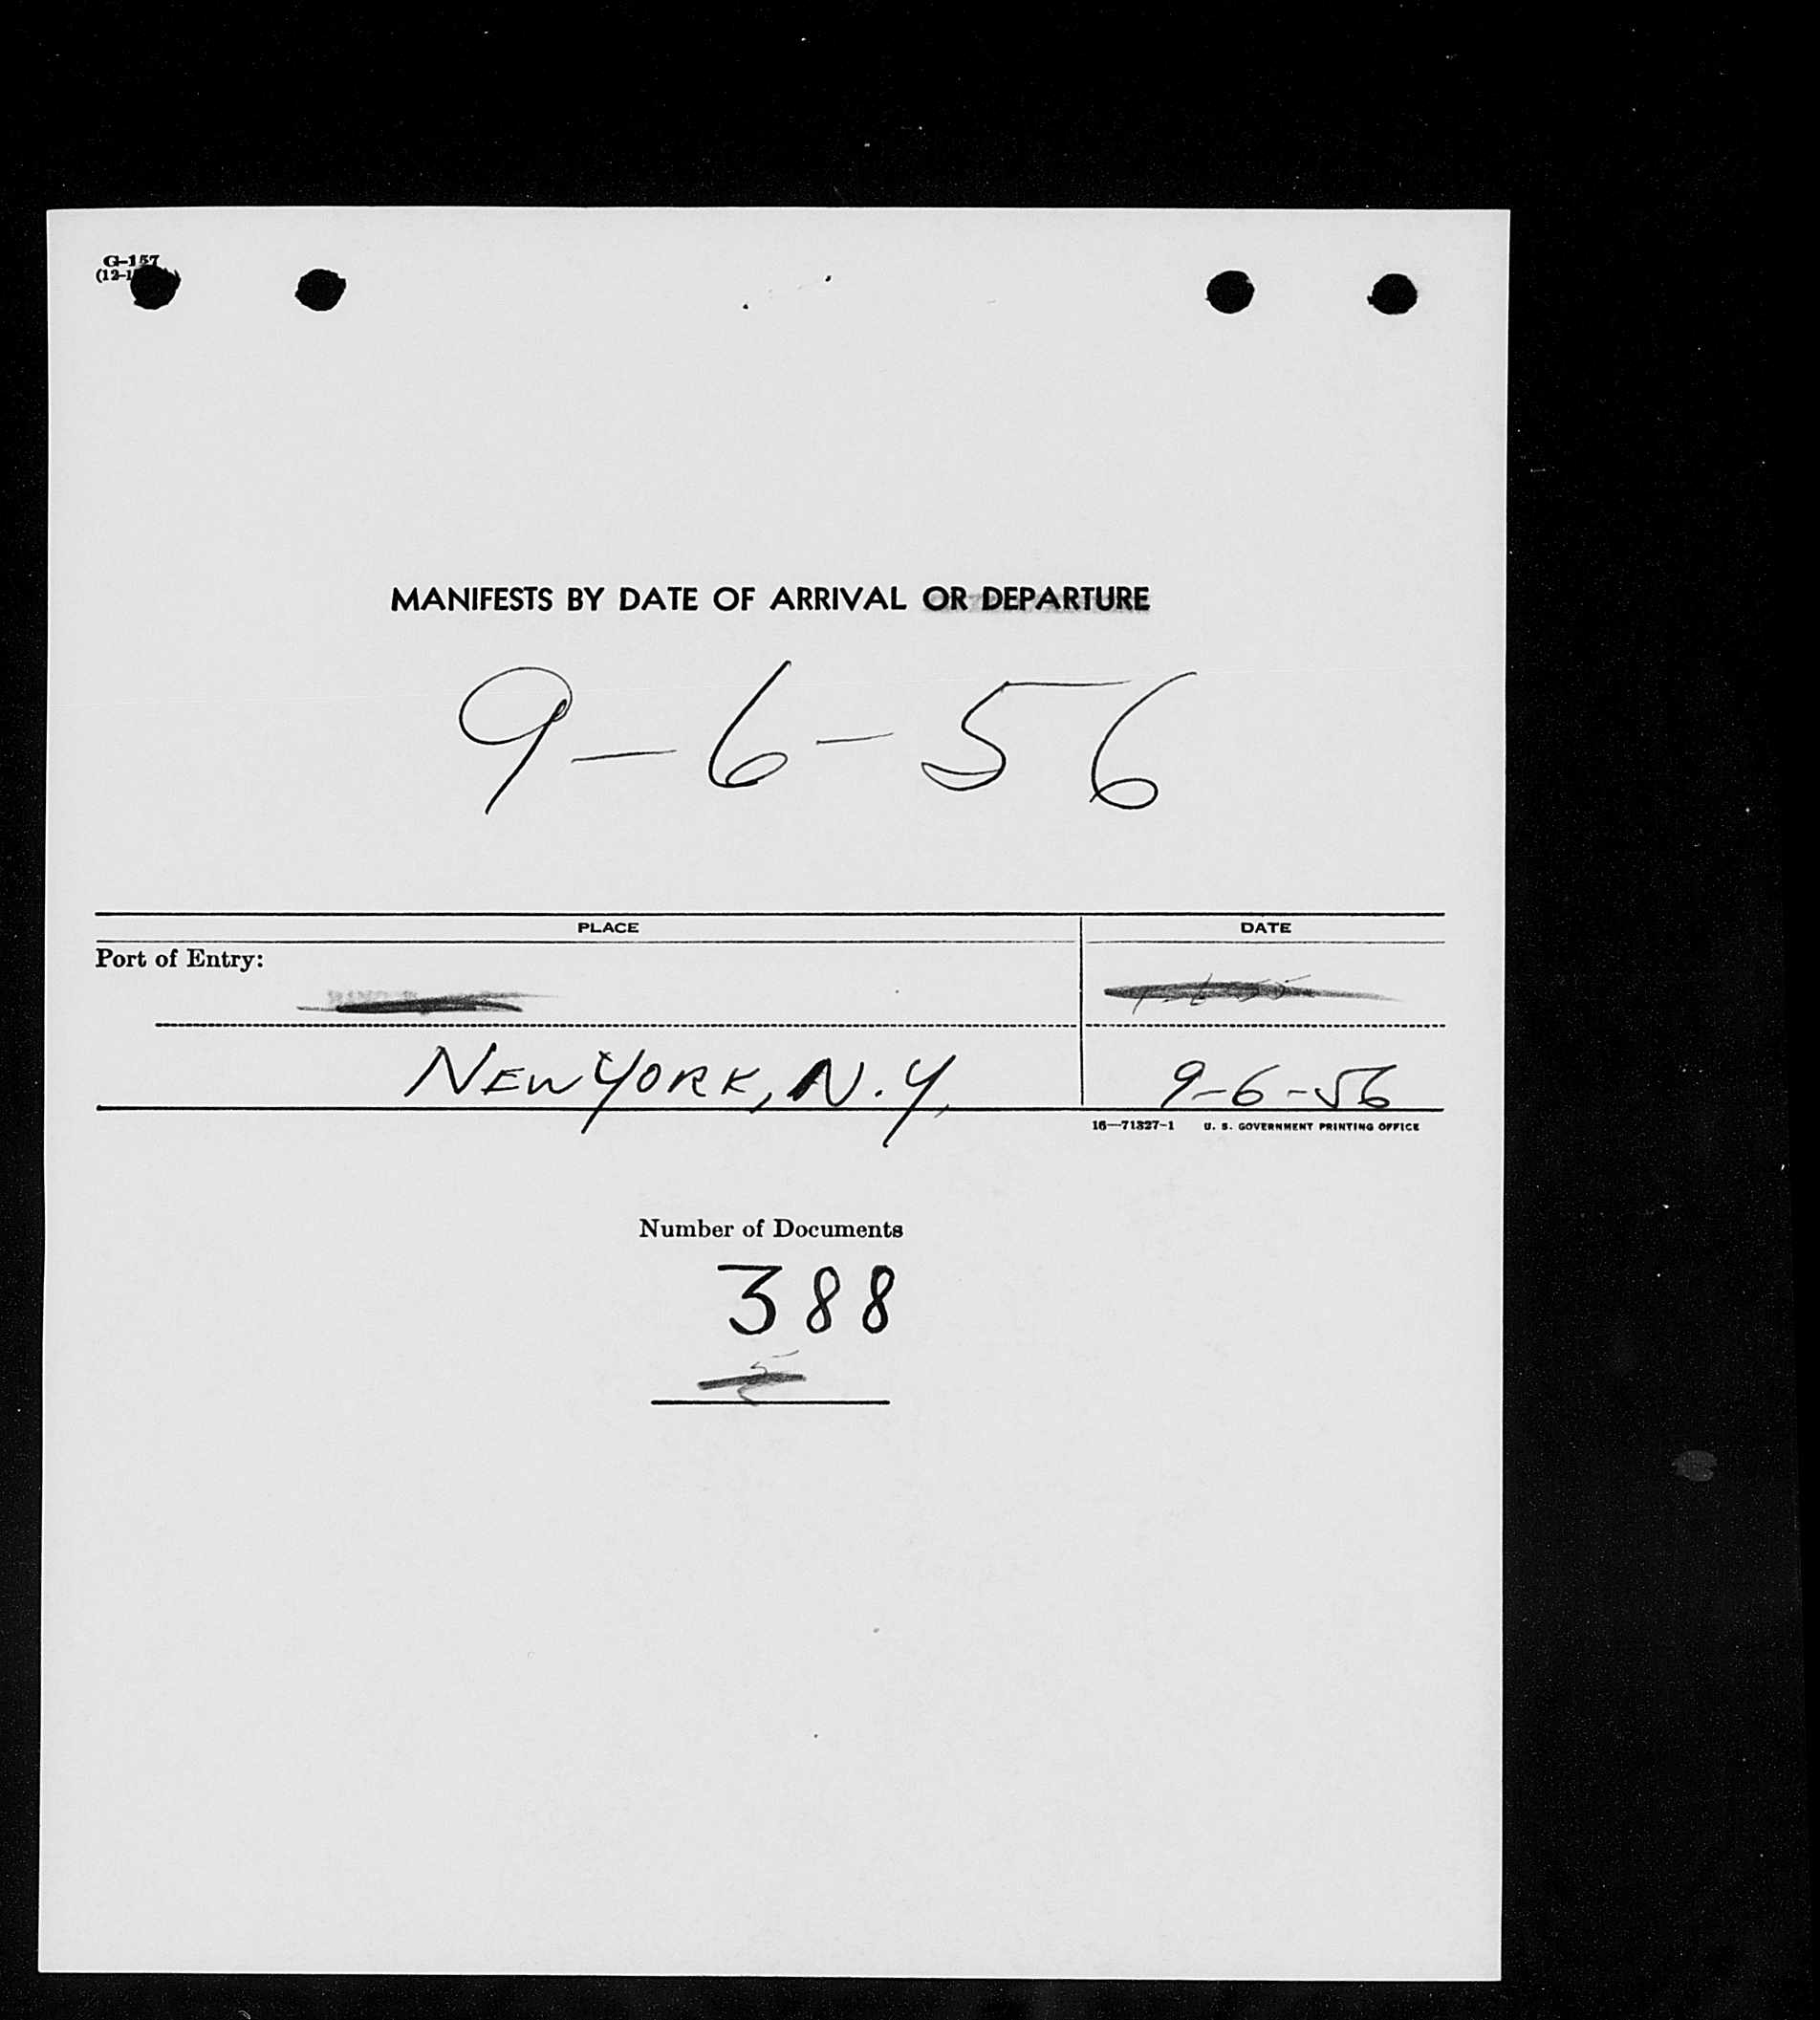 G-157
MANIFESTS BY DATE OF ARRIVAL OR DEPARTURE
9-6-56
PLACE
DATE
Port of Entry:
NEW YORK, N.Y.
9-6-56
16—71327-1 U. S. GOVERNMENT PRINTING OFFICE
Number of Documents
388